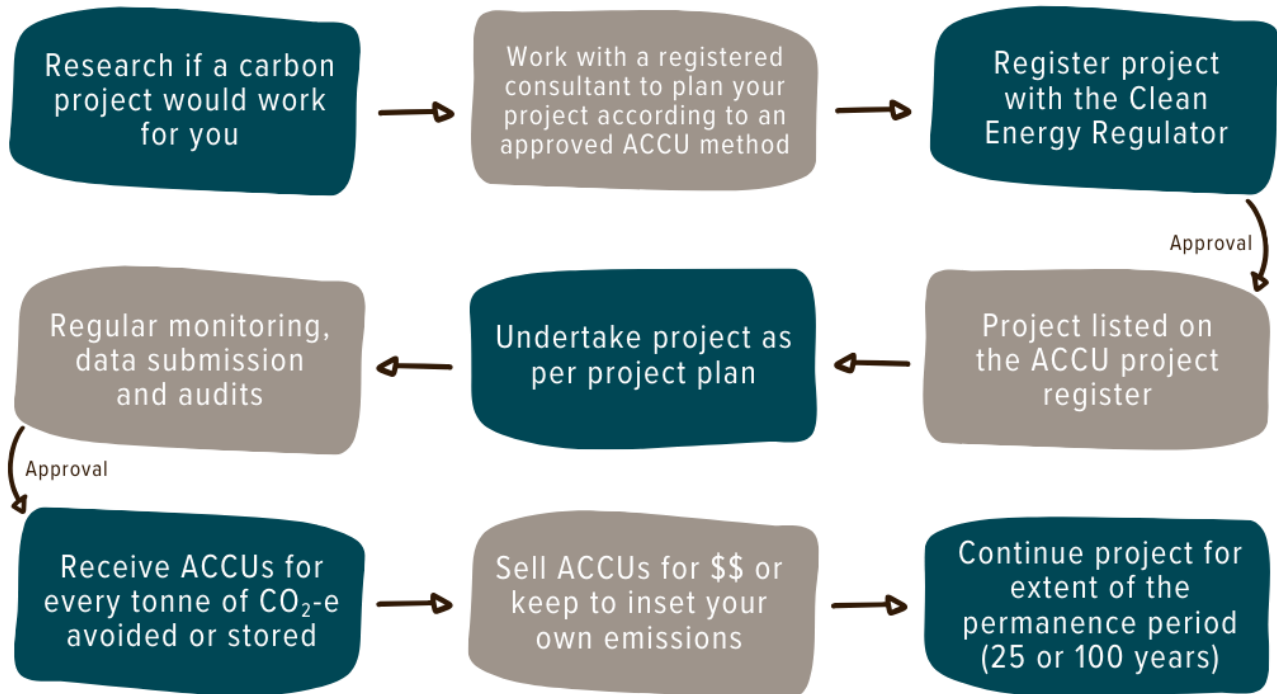 Research if a carbon
project would work
for you
Work with a registered
consultant to plan your
project according to an
approved ACCU method
Register project
with the Clean
Energy Regulator
Approval
Project listed on
the ACCU project
register
Undertake project as
per project plan
Regular monitoring,
data submission
and audits
Approval
Receive ACCUs for
every tonne of CO₂-e
avoided or stored
Sell ACCUs for $$ or
keep to inset your
own emissions
Continue project for
extent of the
permanence period
(25 or 100 years)